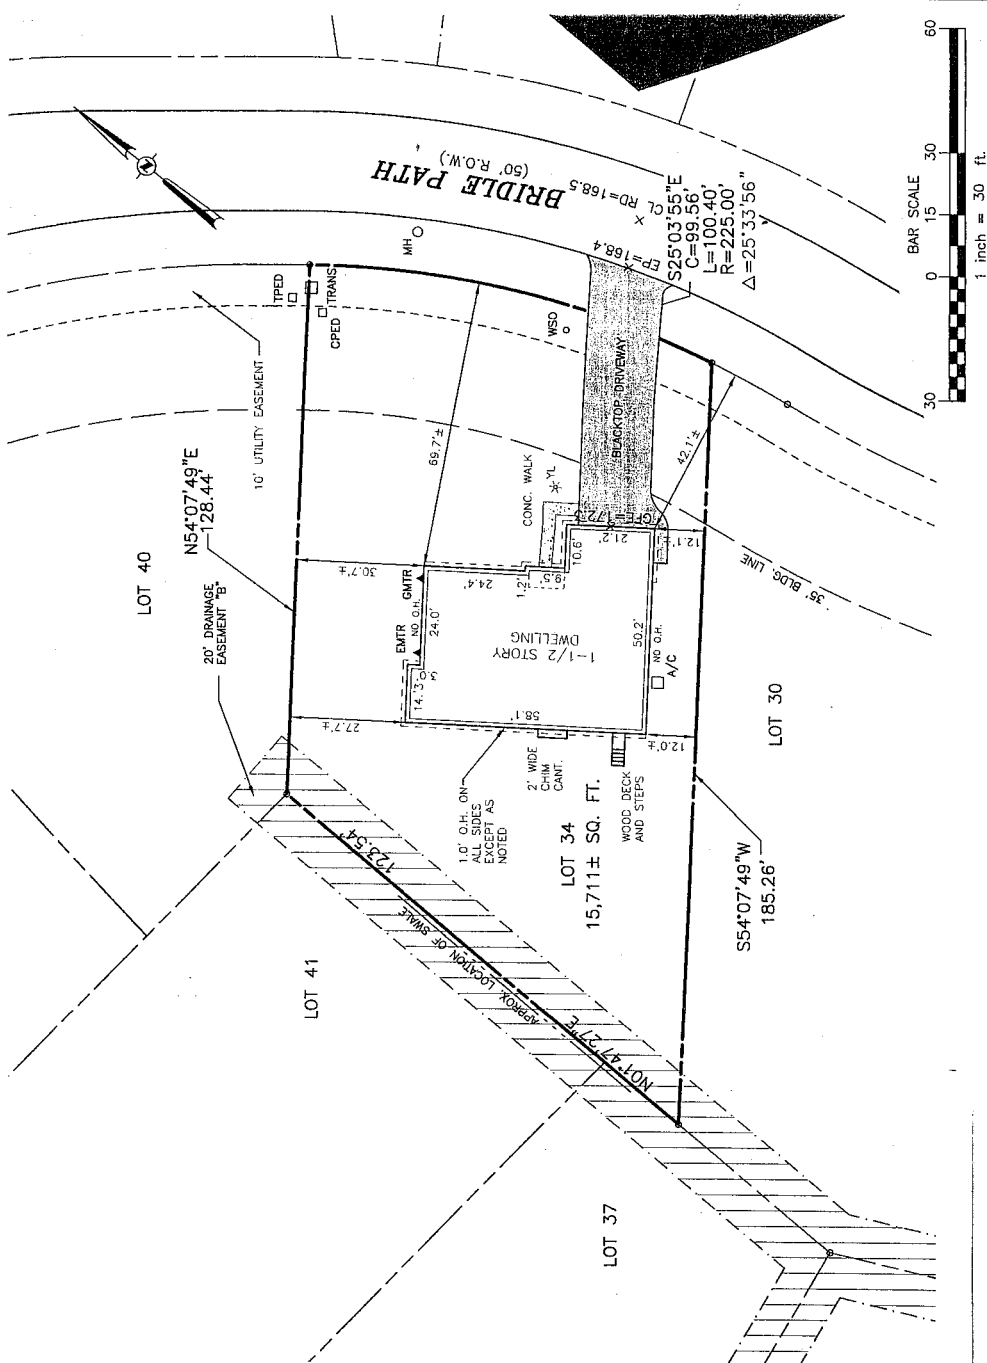 BRIDLE PATH
(50' R.O.W.)
CL RD=168.5
EP=168.4
S25°03'55"E
C=99.56'
L=100.40'
R=225.00'
△=25°33'56"
MH
TPED
TRANS
CPED
WSO
10' UTILITY EASEMENT
N54°07'49"E
128.44'
LOT 40
20' DRAINAGE
EASEMENT "B"
69.7'±
42.1'±
BLACKTOP DRIVEWAY
CONC. WALK
YL
30.7'±
27.7'±
12.1'±
12.0'±
EMTR
GMTR
NO O.H.
24.0'
24.4'
1.2'
9.5'
10.6'
21.2'
3.0'
14.3'
58.1'
50.2'
NO O.H.
A/C
1-1/2 STORY
DWELLING
35' BLDG. LINE
1.0' O.H. ON
ALL SIDES
EXCEPT AS
NOTED
2' WIDE
CHIM
CANT.
WOOD DECK
AND STEPS
LOT 34
15,711± SQ. FT.
LOT 30
S54°07'49"W
185.26'
123.54'
N01°47'27"E
APPROX. LOCATION OF SWALE
LOT 41
LOT 37
BAR SCALE
30
0
15
30
60
1 inch = 30 ft.